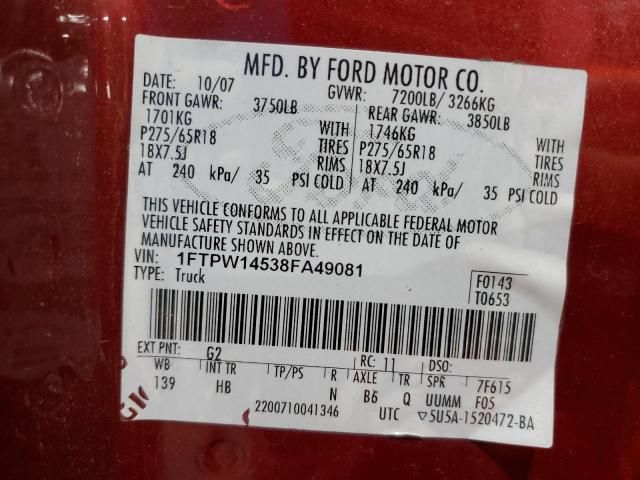 MFD. BY FORD MOTOR CO.
DATE: 10/07 GVWR: 7200LB/ 3266KG
FRONT GAWR: 3750LB REAR GAWR: 3850LB
1701KG WITH 1746KG WITH
P275/65R18 TIRES P275/65R18 TIRES
18X7.5J RIMS 18X7.5J RIMS
AT 240 kPa/ 35 PSI COLD AT 240 kPa/ 35 PSI COLD
THIS VEHICLE CONFORMS TO ALL APPLICABLE FEDERAL MOTOR
VEHICLE SAFETY STANDARDS IN EFFECT ON THE DATE OF
MANUFACTURE SHOWN ABOVE.
VIN: 1FTPW14538FA49081
TYPE: Truck
F0143
T0653
EXT PNT: G2 RC: 11 DSO:
WB INT TR TP/PS R AXLE TR SPR 7F615
139 HB N B6 Q UUMM F05
2200710041346 UTC ▽5U5A-1520472-BA